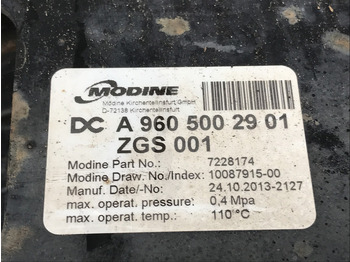 MODINE
Modine Kirchentellinsfurt GmbH
D-72138 Kirchentellinsfurt
DC A 960 500 29 01
ZGS 001
Modine Part No.: 7228174
Modine Draw. No./Index: 10087915-00
Manuf. Date/-No: 24.10.2013-2127
max. operat. pressure: 0,4 Mpa
max. operat. temp.: 110 °C